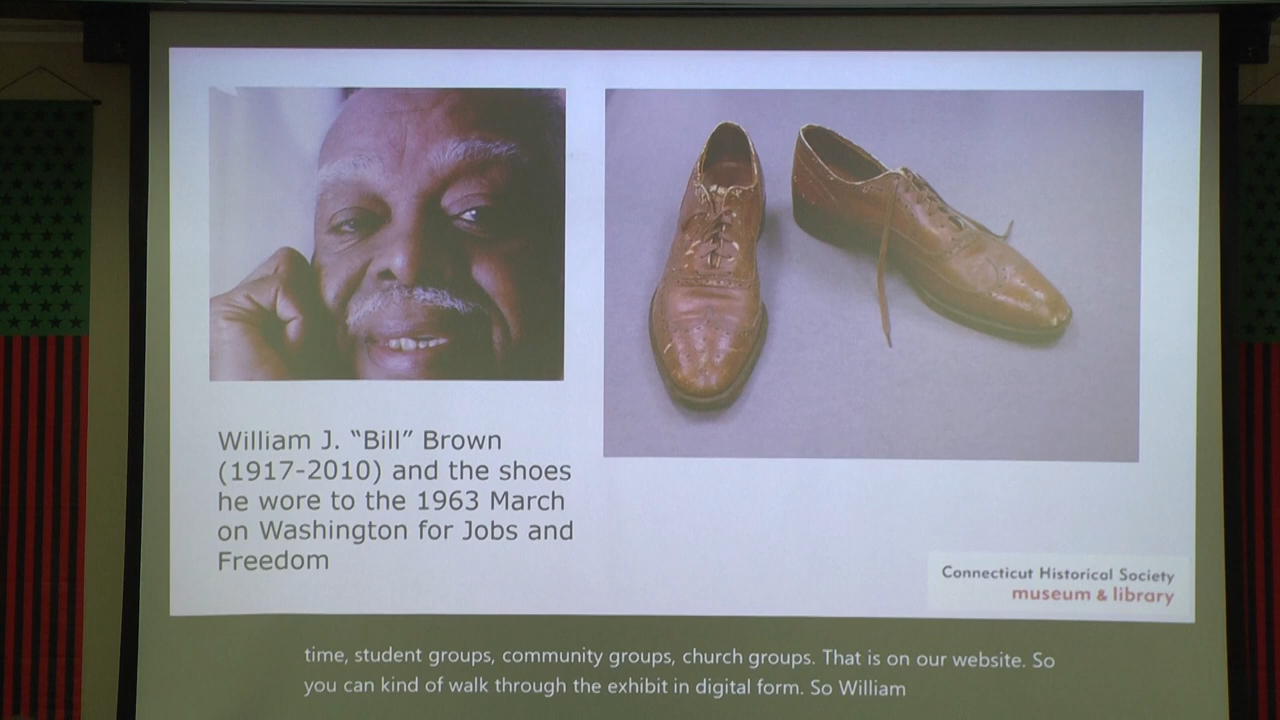 William J. “Bill” Brown
(1917-2010) and the shoes
he wore to the 1963 March
on Washington for Jobs and
Freedom
Connecticut Historical Society
museum & library
time, student groups, community groups, church groups. That is on our website. So
you can kind of walk through the exhibit in digital form. So William